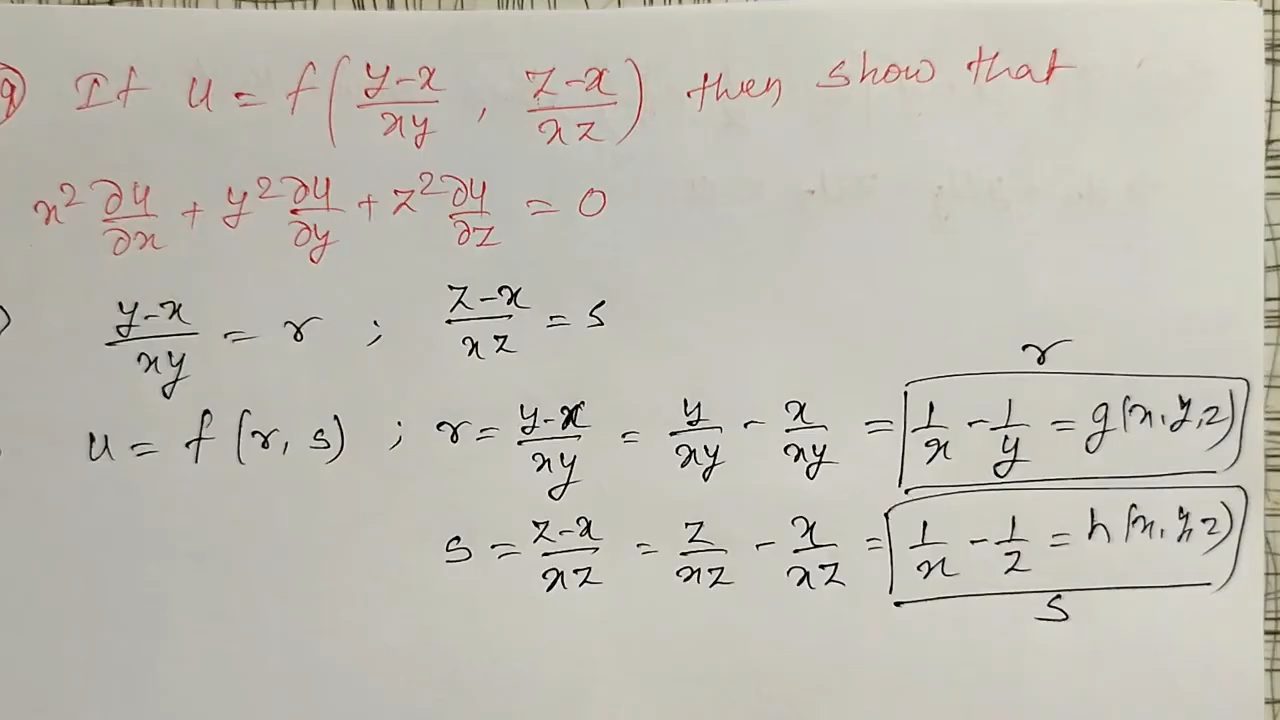 9) If u = f( (y-x)/xy , (z-x)/xz ) then show that
x² ∂u/∂x + y² ∂u/∂y + z² ∂u/∂z = 0
(y-x)/xy = r ; (z-x)/xz = s
r
u = f(r, s) ; r = (y-x)/xy = y/xy - x/xy = 1/x - 1/y = g(x,y,z)
s = (z-x)/xz = z/xz - x/xz = 1/x - 1/z = h(x,y,z)
s